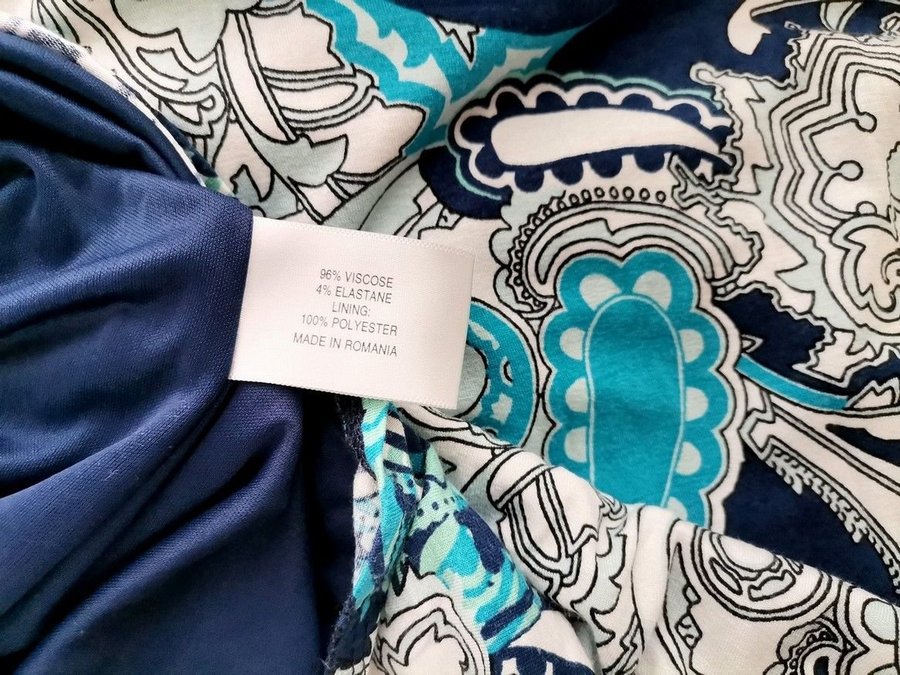 96% VISCOSE
4% ELASTANE
LINING:
100% POLYESTER
MADE IN ROMANIA